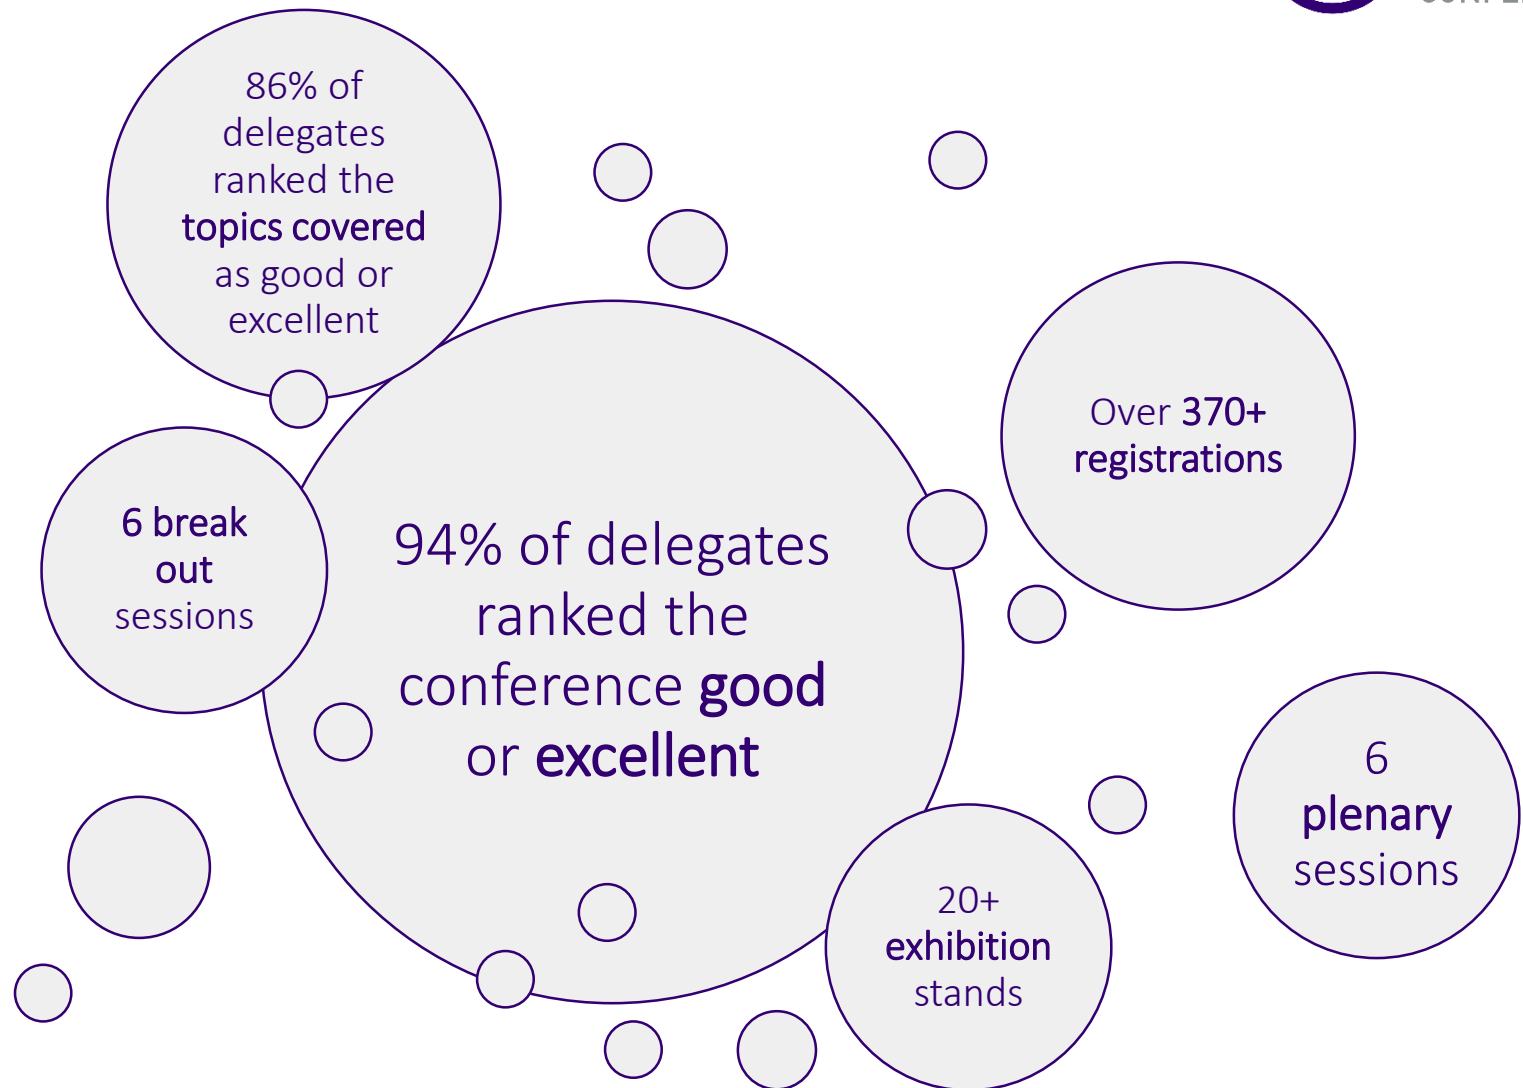 86% of
delegates
ranked the
topics covered
as good or
excellent
Over 370+
registrations
6 break
out
sessions
94% of delegates
ranked the
conference good
or excellent
6
plenary
sessions
20+
exhibition
stands